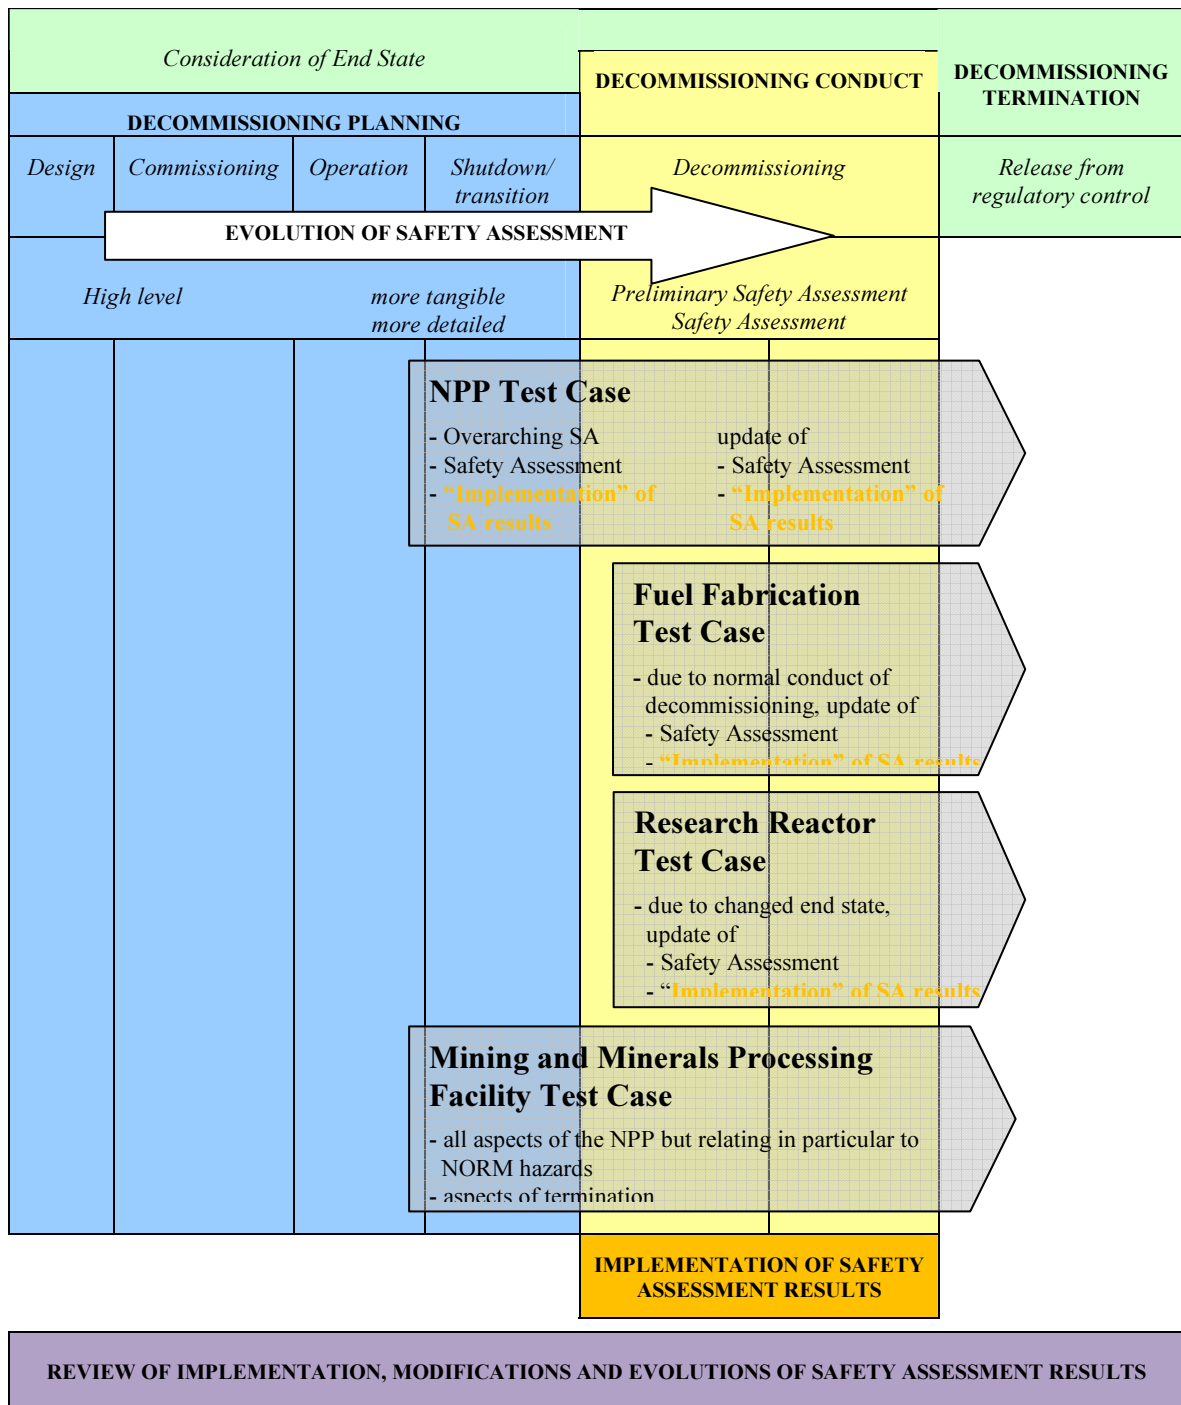 Consideration of End State
DECOMMISSIONING CONDUCT
DECOMMISSIONING
TERMINATION
DECOMMISSIONING PLANNING
Design
Commissioning
Operation
Shutdown/
transition
Decommissioning
Release from
regulatory control
EVOLUTION OF SAFETY ASSESSMENT
High level
more tangible
more detailed
Preliminary Safety Assessment
Safety Assessment
NPP Test Case
- Overarching SA
- Safety Assessment
- “Implementation” of
SA results
update of
- Safety Assessment
- “Implementation” of
SA results
Fuel Fabrication
Test Case
- due to normal conduct of
decommissioning, update of
- Safety Assessment
- “Implementation” of SA results
Research Reactor
Test Case
- due to changed end state,
update of
- Safety Assessment
- “Implementation” of SA results
Mining and Minerals Processing
Facility Test Case
- all aspects of the NPP but relating in particular to
NORM hazards
- aspects of termination
IMPLEMENTATION OF SAFETY
ASSESSMENT RESULTS
REVIEW OF IMPLEMENTATION, MODIFICATIONS AND EVOLUTIONS OF SAFETY ASSESSMENT RESULTS